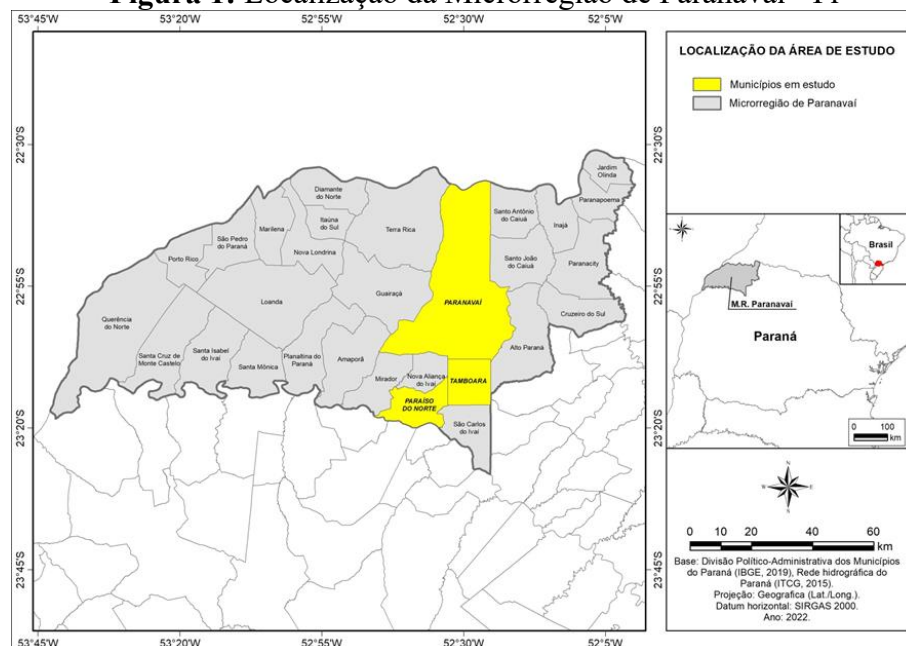 Figura 1: Localização da Microrregião de Paranavaí - Pr
53°45'W
53°20'W
52°55'W
52°30'W
52°5'W
22°30'S
22°55'S
23°20'S
23°45'S
22°30'S
22°55'S
23°20'S
23°45'S
Jardim
Olinda
Paranapoema
Diamante
do Norte
Itaúna
do Sul
Marilena
São Pedro
do Paraná
Porto Rico
Nova Londrina
Terra Rica
Santo Antônio
do Caiuá
Inajá
Santo João
do Caiuá
Paranacity
Loanda
Guairaçá
PARANAVAÍ
Cruzeiro do Sul
Querência
do Norte
Santa Cruz de
Monte Castelo
Santa Isabel
do Ivaí
Santa Mônica
Planaltina do
Paraná
Amaporã
Mirador
Nova Aliança
do Ivaí
TAMBOARA
Alto Paraná
PARAÍSO
DO NORTE
São Carlos
do Ivaí
53°45'W
53°20'W
52°55'W
52°30'W
52°5'W
LOCALIZAÇÃO DA ÁREA DE ESTUDO
Municípios em estudo
Microrregião de Paranavaí
Brasil
M.R. Paranavaí
Paraná
0 100
km
N
W E
S
0 10 20 40 60
km
Base: Divisão Político-Administrativa dos Municípios
do Paraná (IBGE, 2019), Rede hidrográfica do
Paraná (ITCG, 2015).
Projeção: Geografica (Lat./Long.).
Datum horizontal: SIRGAS 2000.
Ano: 2022.